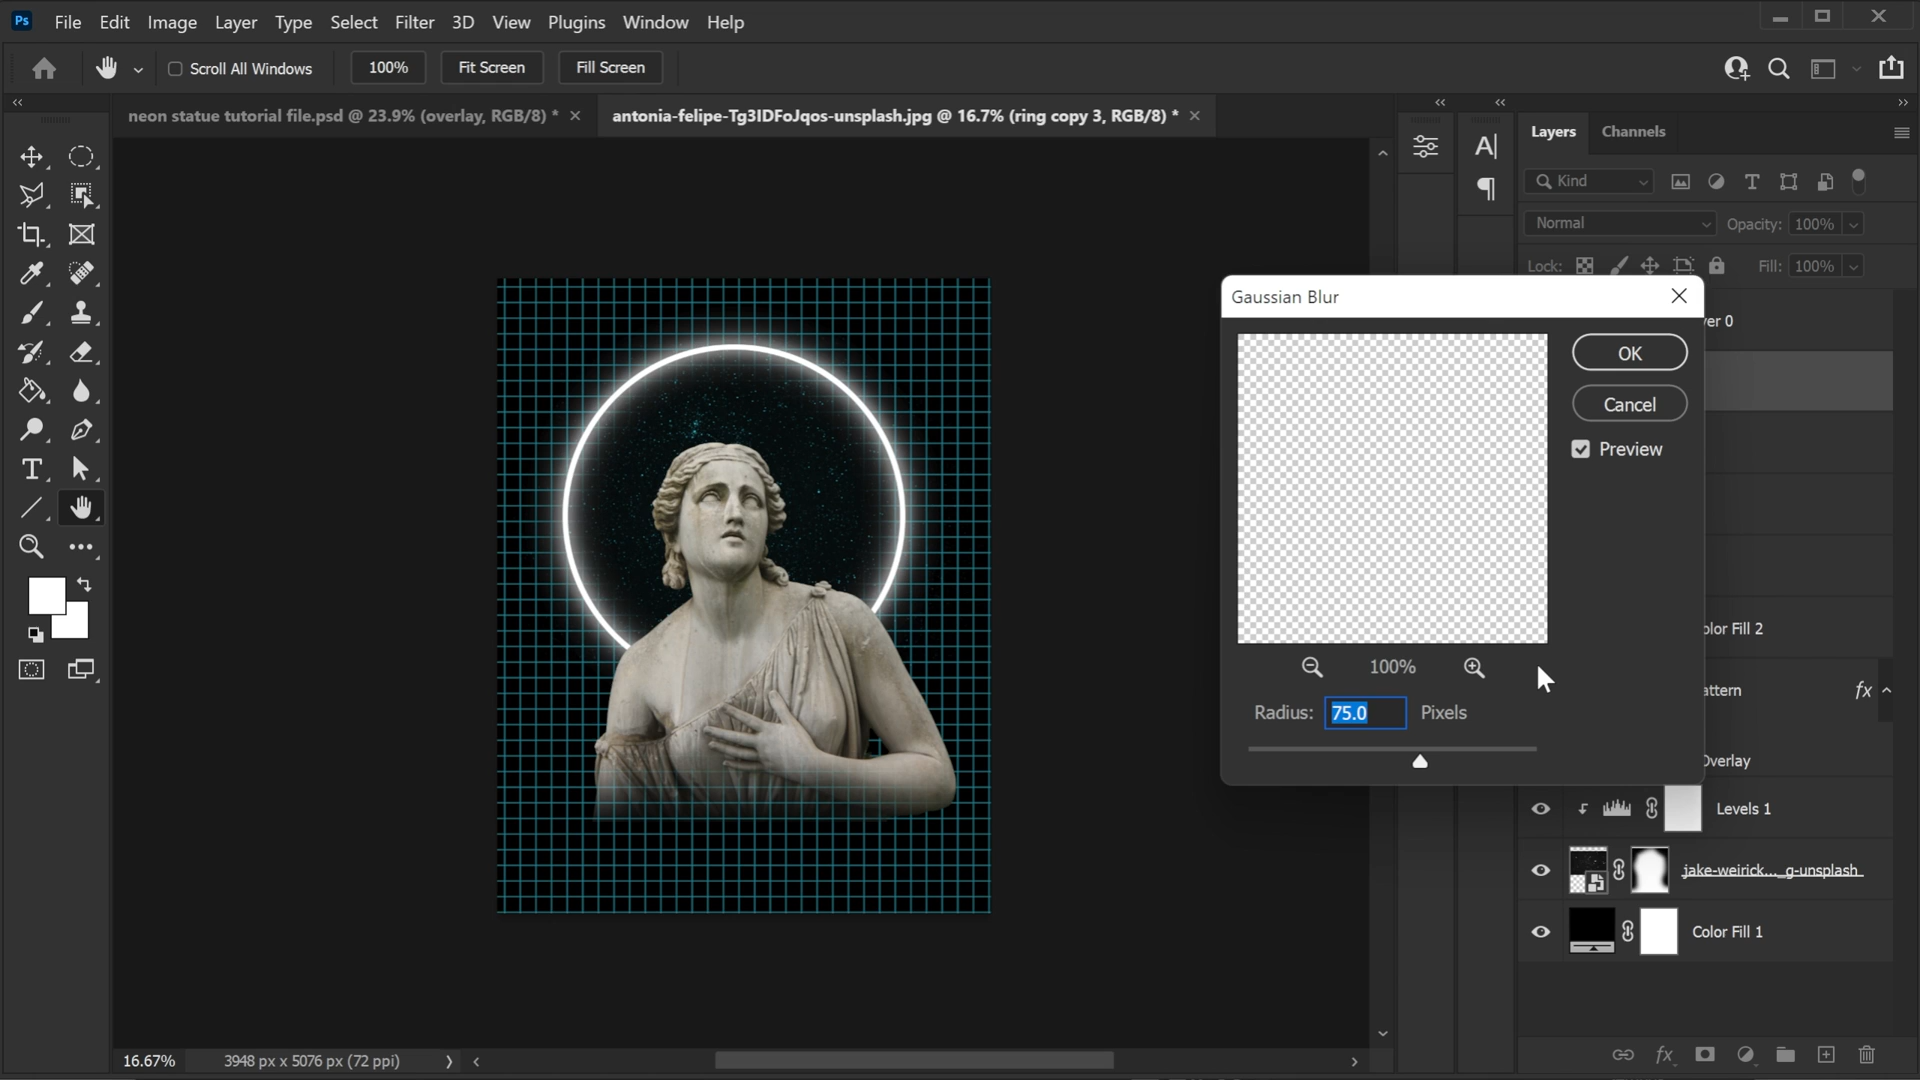 Ps File Edit Image Layer Type Select Filter 3D View Plugins Window Help
Scroll All Windows 100% Fit Screen Fill Screen
neon statue tutorial file.psd @ 23.9% (overlay, RGB/8) *
antonia-felipe-Tg3IDFoJqos-unsplash.jpg @ 16.7% (ring copy 3, RGB/8) *
Layers Channels
Kind
Normal Opacity: 100%
Lock: Fill: 100%
Gaussian Blur
OK
Cancel
Preview
100%
Radius: 75.0 Pixels
yer 0
olor Fill 2
attern fx
Overlay
Levels 1
jake-weirick..._g-unsplash
Color Fill 1
16.67% 3948 px x 5076 px (72 ppi)
fx